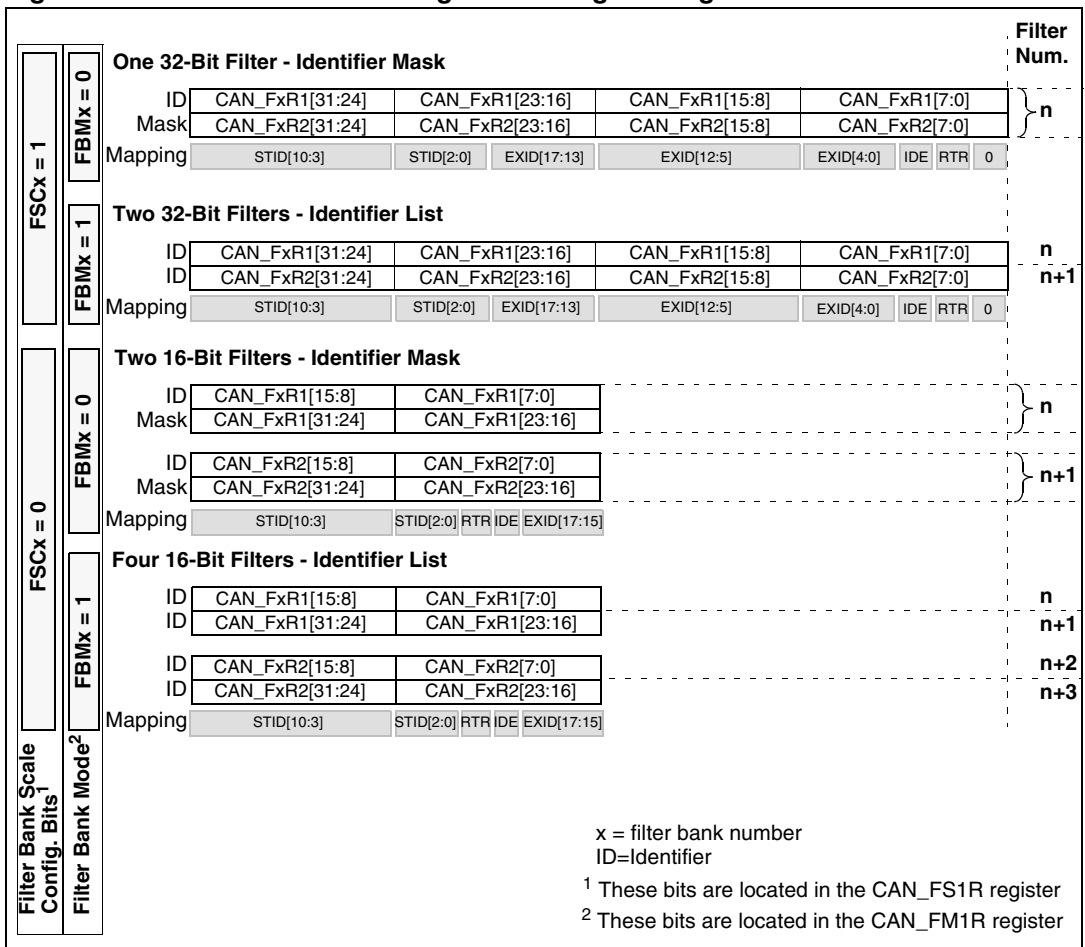 Filter
Num.
One 32-Bit Filter - Identifier Mask
FSCx = 1
FBMx = 0
ID CAN_FxR1[31:24] CAN_FxR1[23:16] CAN_FxR1[15:8] CAN_FxR1[7:0] n
Mask CAN_FxR2[31:24] CAN_FxR2[23:16] CAN_FxR2[15:8] CAN_FxR2[7:0]
Mapping STID[10:3] STID[2:0] EXID[17:13] EXID[12:5] EXID[4:0] IDE RTR 0
Two 32-Bit Filters - Identifier List
FBMx = 1
ID CAN_FxR1[31:24] CAN_FxR1[23:16] CAN_FxR1[15:8] CAN_FxR1[7:0] n
ID CAN_FxR2[31:24] CAN_FxR2[23:16] CAN_FxR2[15:8] CAN_FxR2[7:0] n+1
Mapping STID[10:3] STID[2:0] EXID[17:13] EXID[12:5] EXID[4:0] IDE RTR 0
Two 16-Bit Filters - Identifier Mask
FSCx = 0
FBMx = 0
ID CAN_FxR1[15:8] CAN_FxR1[7:0] n
Mask CAN_FxR1[31:24] CAN_FxR1[23:16]
ID CAN_FxR2[15:8] CAN_FxR2[7:0] n+1
Mask CAN_FxR2[31:24] CAN_FxR2[23:16]
Mapping STID[10:3] STID[2:0] RTR IDE EXID[17:15]
Four 16-Bit Filters - Identifier List
FBMx = 1
ID CAN_FxR1[15:8] CAN_FxR1[7:0] n
ID CAN_FxR1[31:24] CAN_FxR1[23:16] n+1
ID CAN_FxR2[15:8] CAN_FxR2[7:0] n+2
ID CAN_FxR2[31:24] CAN_FxR2[23:16] n+3
Mapping STID[10:3] STID[2:0] RTR IDE EXID[17:15]
Filter Bank Scale
Config. Bits1
Filter Bank Mode2
x = filter bank number
ID=Identifier
1 These bits are located in the CAN_FS1R register
2 These bits are located in the CAN_FM1R register